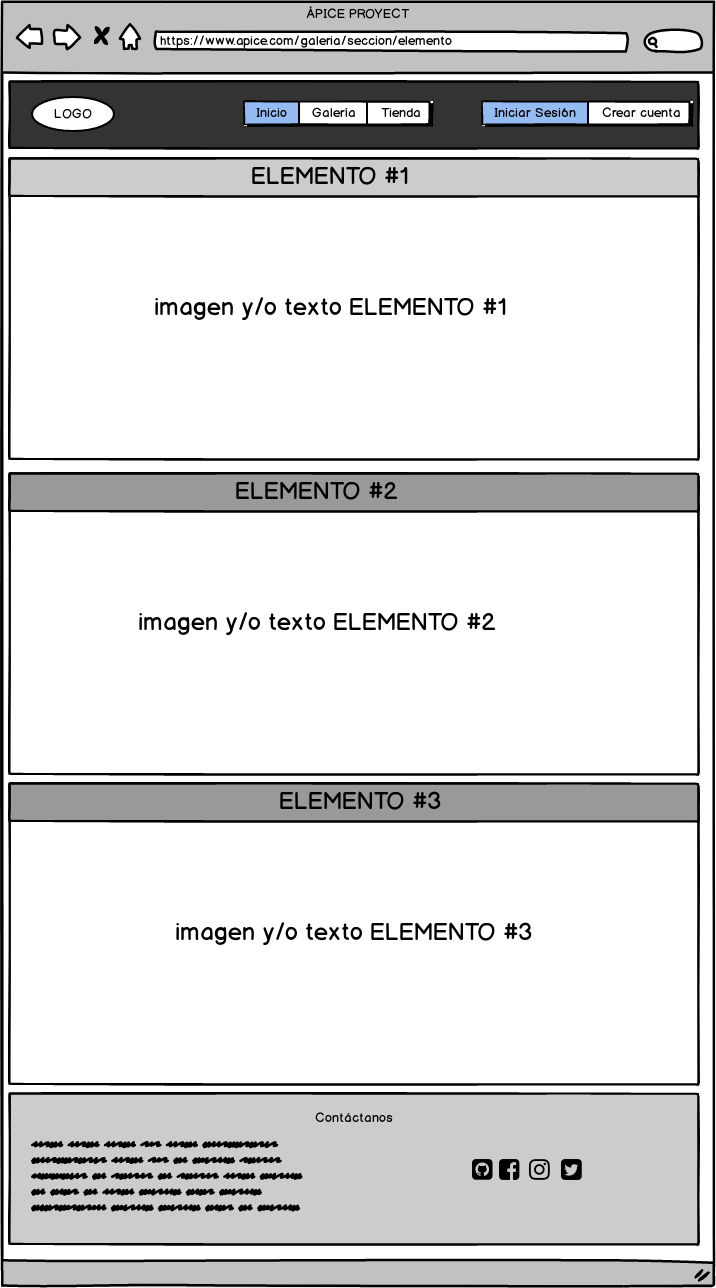 ÁPICE PROYECT
https://www.apice.com/galeria/seccion/elemento
LOGO Inicio Galería Tienda Iniciar Sesión Crear cuenta
ELEMENTO #1
imagen y/o texto ELEMENTO #1
ELEMENTO #2
imagen y/o texto ELEMENTO #2
ELEMENTO #3
imagen y/o texto ELEMENTO #3
Contáctanos